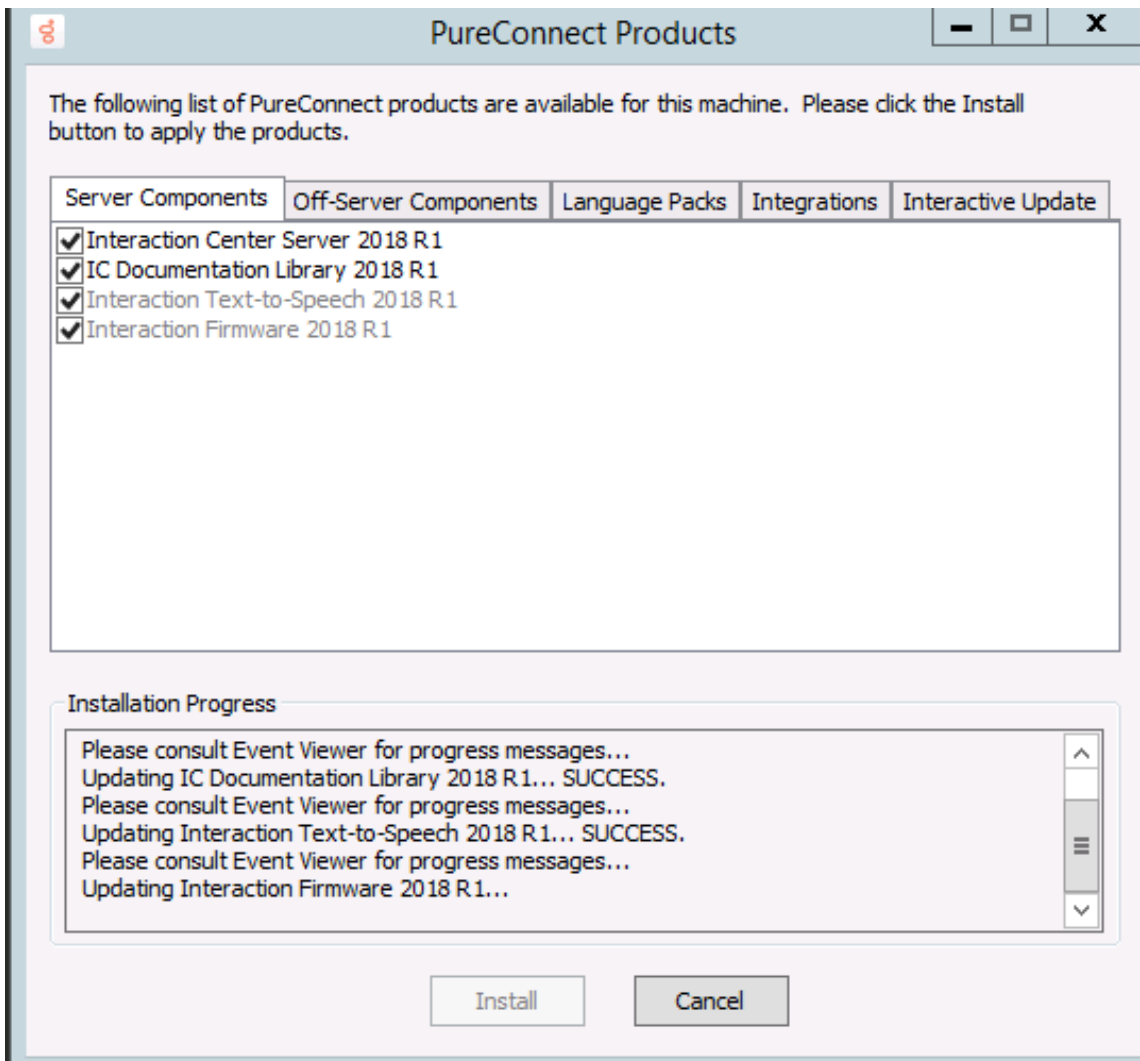 PureConnect Products
The following list of PureConnect products are available for this machine.  Please click the Install
button to apply the products.
Server Components
Off-Server Components
Language Packs
Integrations
Interactive Update
Interaction Center Server 2018 R1
IC Documentation Library 2018 R1
Interaction Text-to-Speech 2018 R1
Interaction Firmware 2018 R1
Installation Progress
Please consult Event Viewer for progress messages...
Updating IC Documentation Library 2018 R1... SUCCESS.
Please consult Event Viewer for progress messages...
Updating Interaction Text-to-Speech 2018 R1... SUCCESS.
Please consult Event Viewer for progress messages...
Updating Interaction Firmware 2018 R1...
Install
Cancel